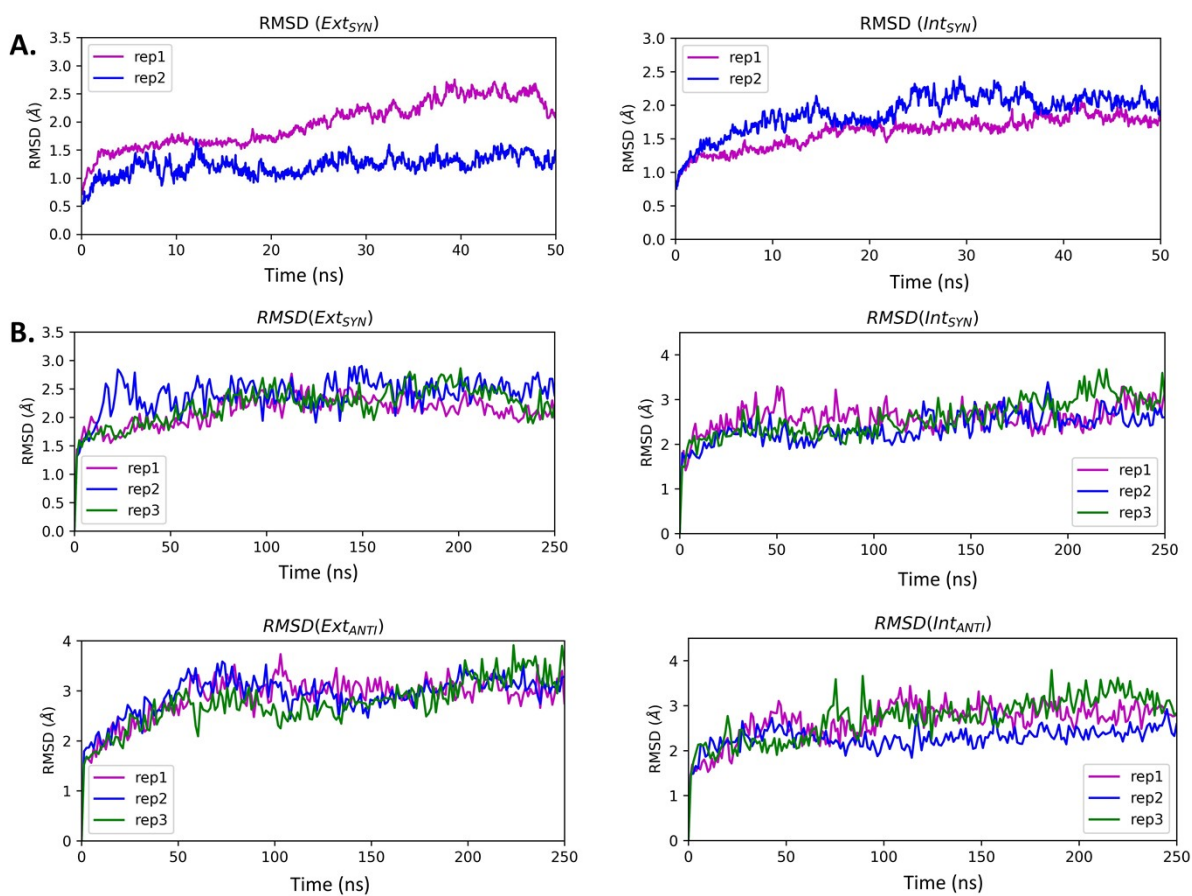 A.
RMSD (Ext_SYN)
3.5
3.0
2.5
2.0
1.5
1.0
0.5
0.0
RMSD (Å)
rep1
rep2
0 10 20 30 40 50
Time (ns)
RMSD (Int_SYN)
3.0
2.5
2.0
1.5
1.0
0.5
0.0
RMSD (Å)
rep1
rep2
0 10 20 30 40 50
Time (ns)
B.
RMSD(Ext_SYN)
3.5
3.0
2.5
2.0
1.5
1.0
0.5
0.0
RMSD (Å)
rep1
rep2
rep3
0 50 100 150 200 250
Time (ns)
RMSD(Int_SYN)
4
3
2
1
0
RMSD (Å)
rep1
rep2
rep3
0 50 100 150 200 250
Time (ns)
RMSD(Ext_ANTI)
4
3
2
1
0
RMSD (Å)
rep1
rep2
rep3
0 50 100 150 200 250
Time (ns)
RMSD(Int_ANTI)
4
3
2
1
0
RMSD (Å)
rep1
rep2
rep3
0 50 100 150 200 250
Time (ns)